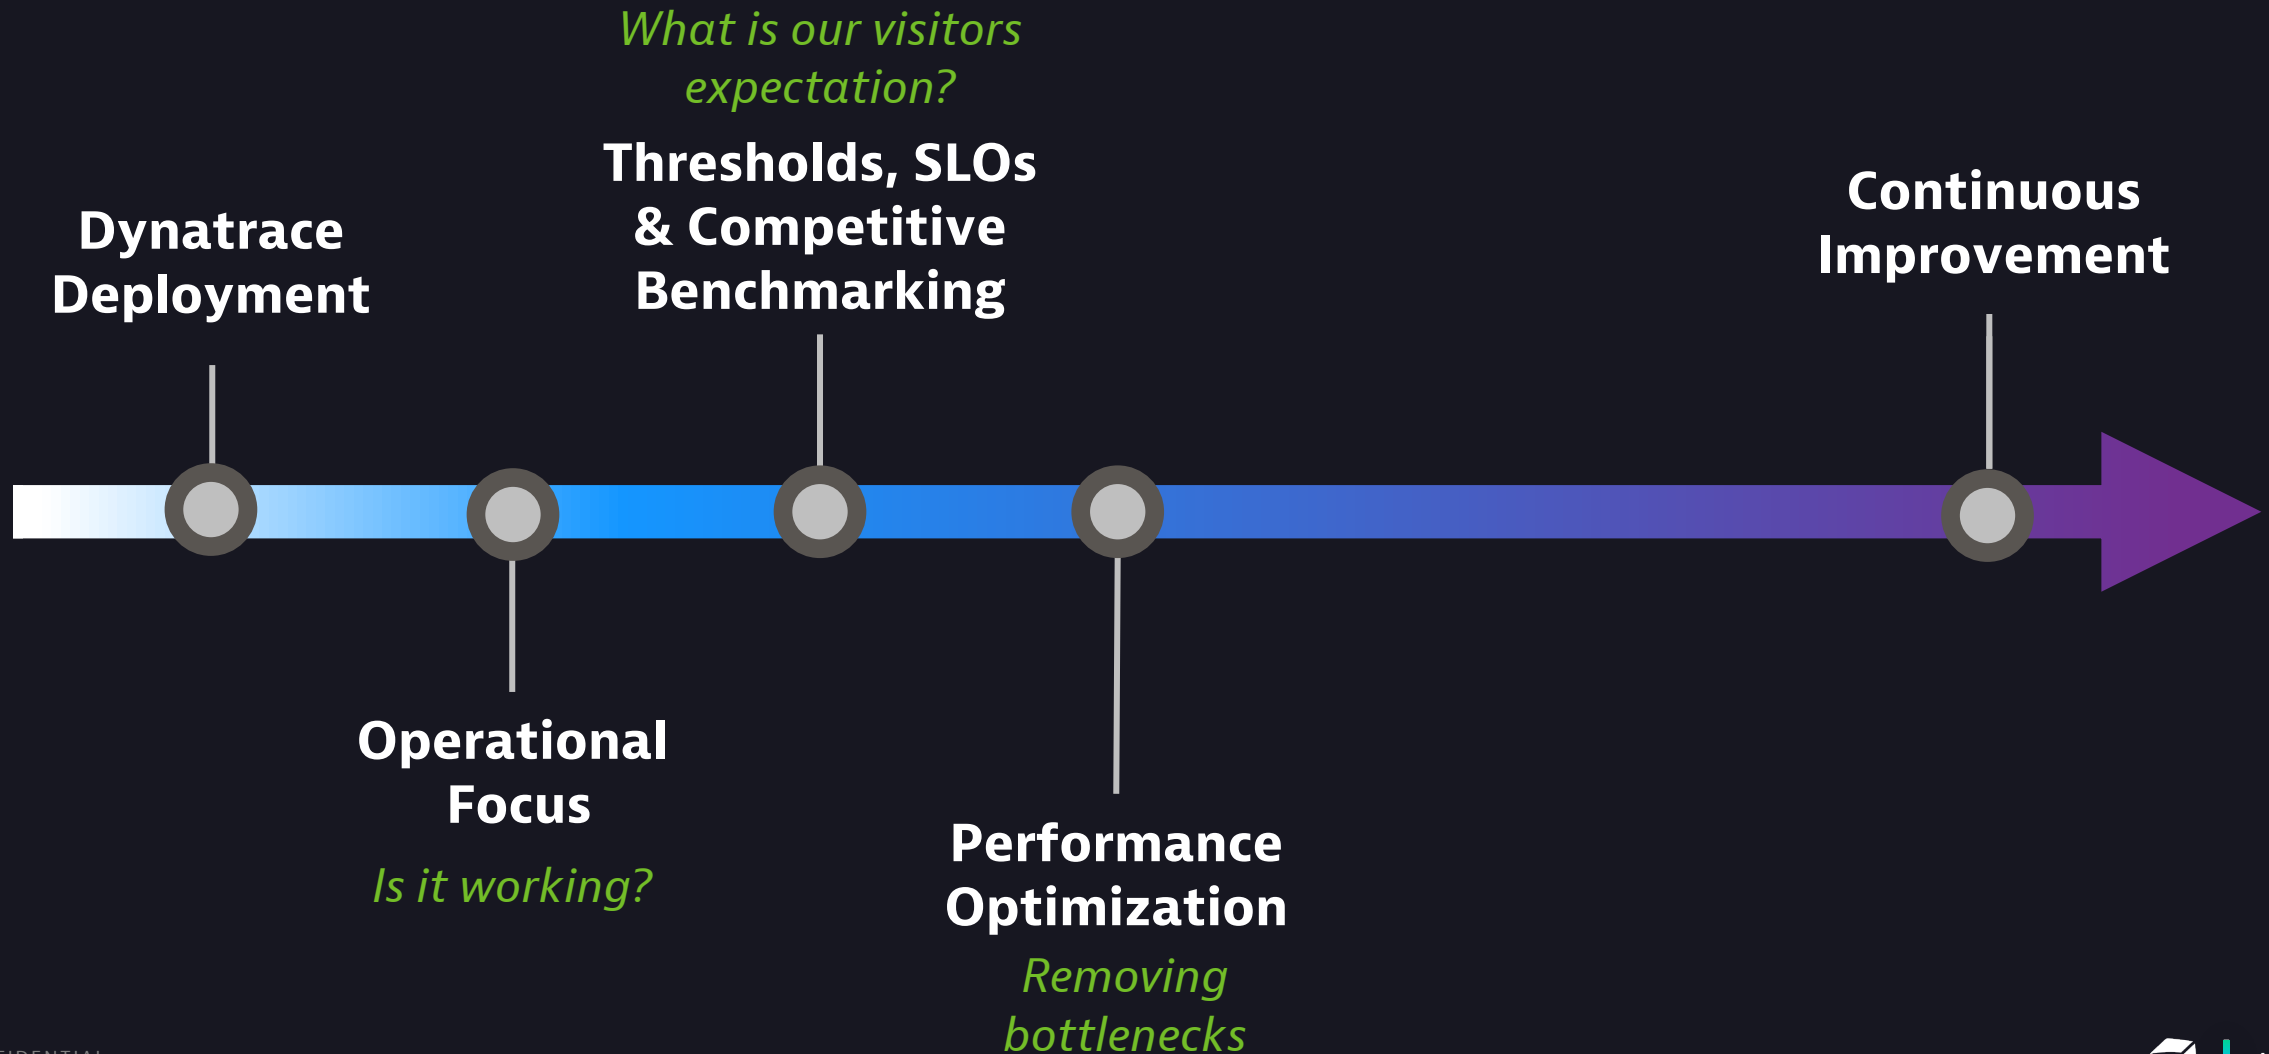 What is our visitors
expectation?
Thresholds, SLOs
& Competitive
Benchmarking
Dynatrace
Deployment
Continuous
Improvement
Operational
Focus
Is it working?
Performance
Optimization
Removing
bottlenecks